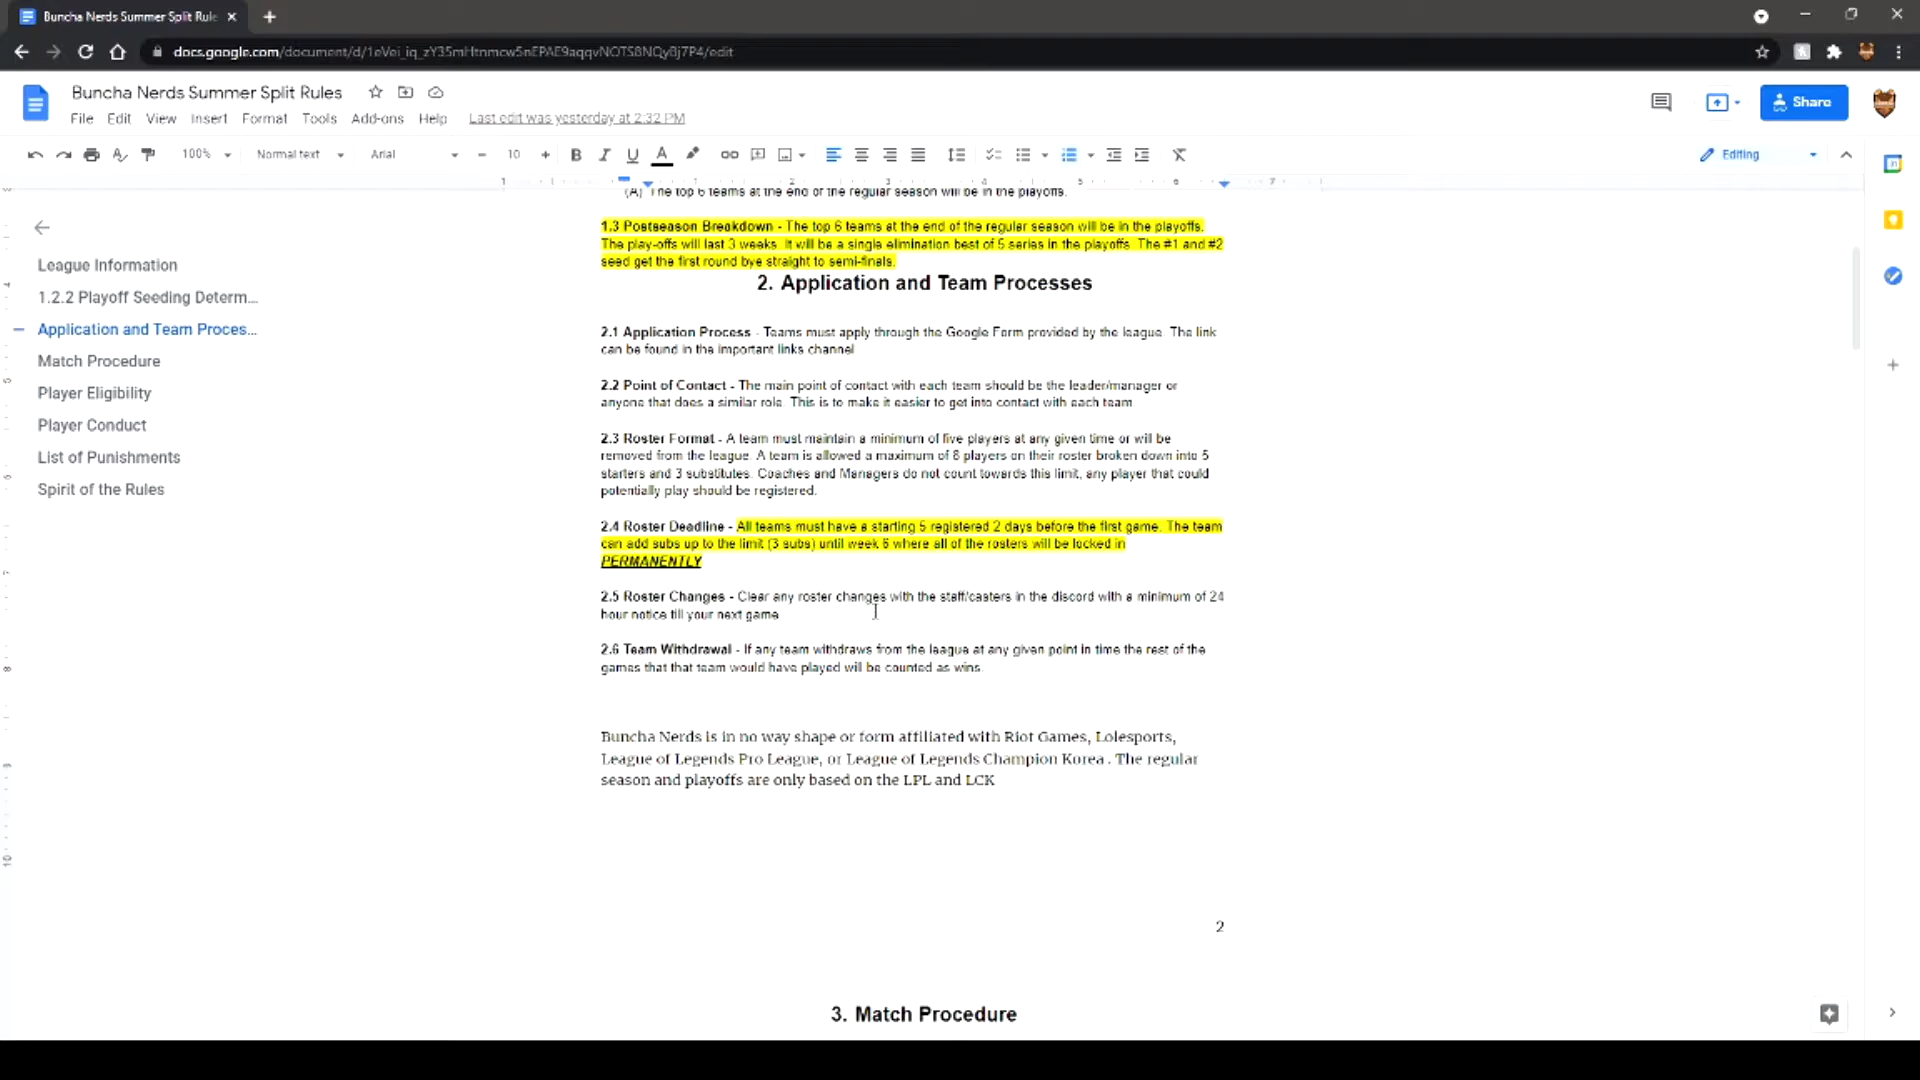 Buncha Nerds Summer Split Rule
docs.google.com/document/d/1eVei_iq_zY35mHtnmcw5nEPAE9aqqvNOTS8NQyBj7P4/edit
Buncha Nerds Summer Split Rules
File Edit View Insert Format Tools Add-ons Help Last edit was yesterday at 2:32 PM
Share
100% Normal text Arial 10 Editing
(A) The top 6 teams at the end of the regular season will be in the playoffs.
1.3 Postseason Breakdown - The top 6 teams at the end of the regular season will be in the playoffs.
The play-offs will last 3 weeks. It will be a single elimination best of 5 series in the playoffs. The #1 and #2
seed get the first round bye straight to semi-finals.
2. Application and Team Processes
League Information
1.2.2 Playoff Seeding Determ...
Application and Team Proces...
Match Procedure
Player Eligibility
Player Conduct
List of Punishments
Spirit of the Rules
2.1 Application Process - Teams must apply through the Google Form provided by the league. The link
can be found in the important links channel
2.2 Point of Contact - The main point of contact with each team should be the leader/manager or
anyone that does a similar role. This is to make it easier to get into contact with each team
2.3 Roster Format - A team must maintain a minimum of five players at any given time or will be
removed from the league. A team is allowed a maximum of 8 players on their roster broken down into 5
starters and 3 substitutes. Coaches and Managers do not count towards this limit, any player that could
potentially play should be registered.
2.4 Roster Deadline - All teams must have a starting 5 registered 2 days before the first game. The team
can add subs up to the limit (3 subs) until week 6 where all of the rosters will be locked in
PERMANENTLY
2.5 Roster Changes - Clear any roster changes with the staff/casters in the discord with a minimum of 24
hour notice till your next game
2.6 Team Withdrawal - If any team withdraws from the league at any given point in time the rest of the
games that that team would have played will be counted as wins.
Buncha Nerds is in no way shape or form affiliated with Riot Games, Lolesports,
League of Legends Pro League, or League of Legends Champion Korea . The regular
season and playoffs are only based on the LPL and LCK
2
3. Match Procedure